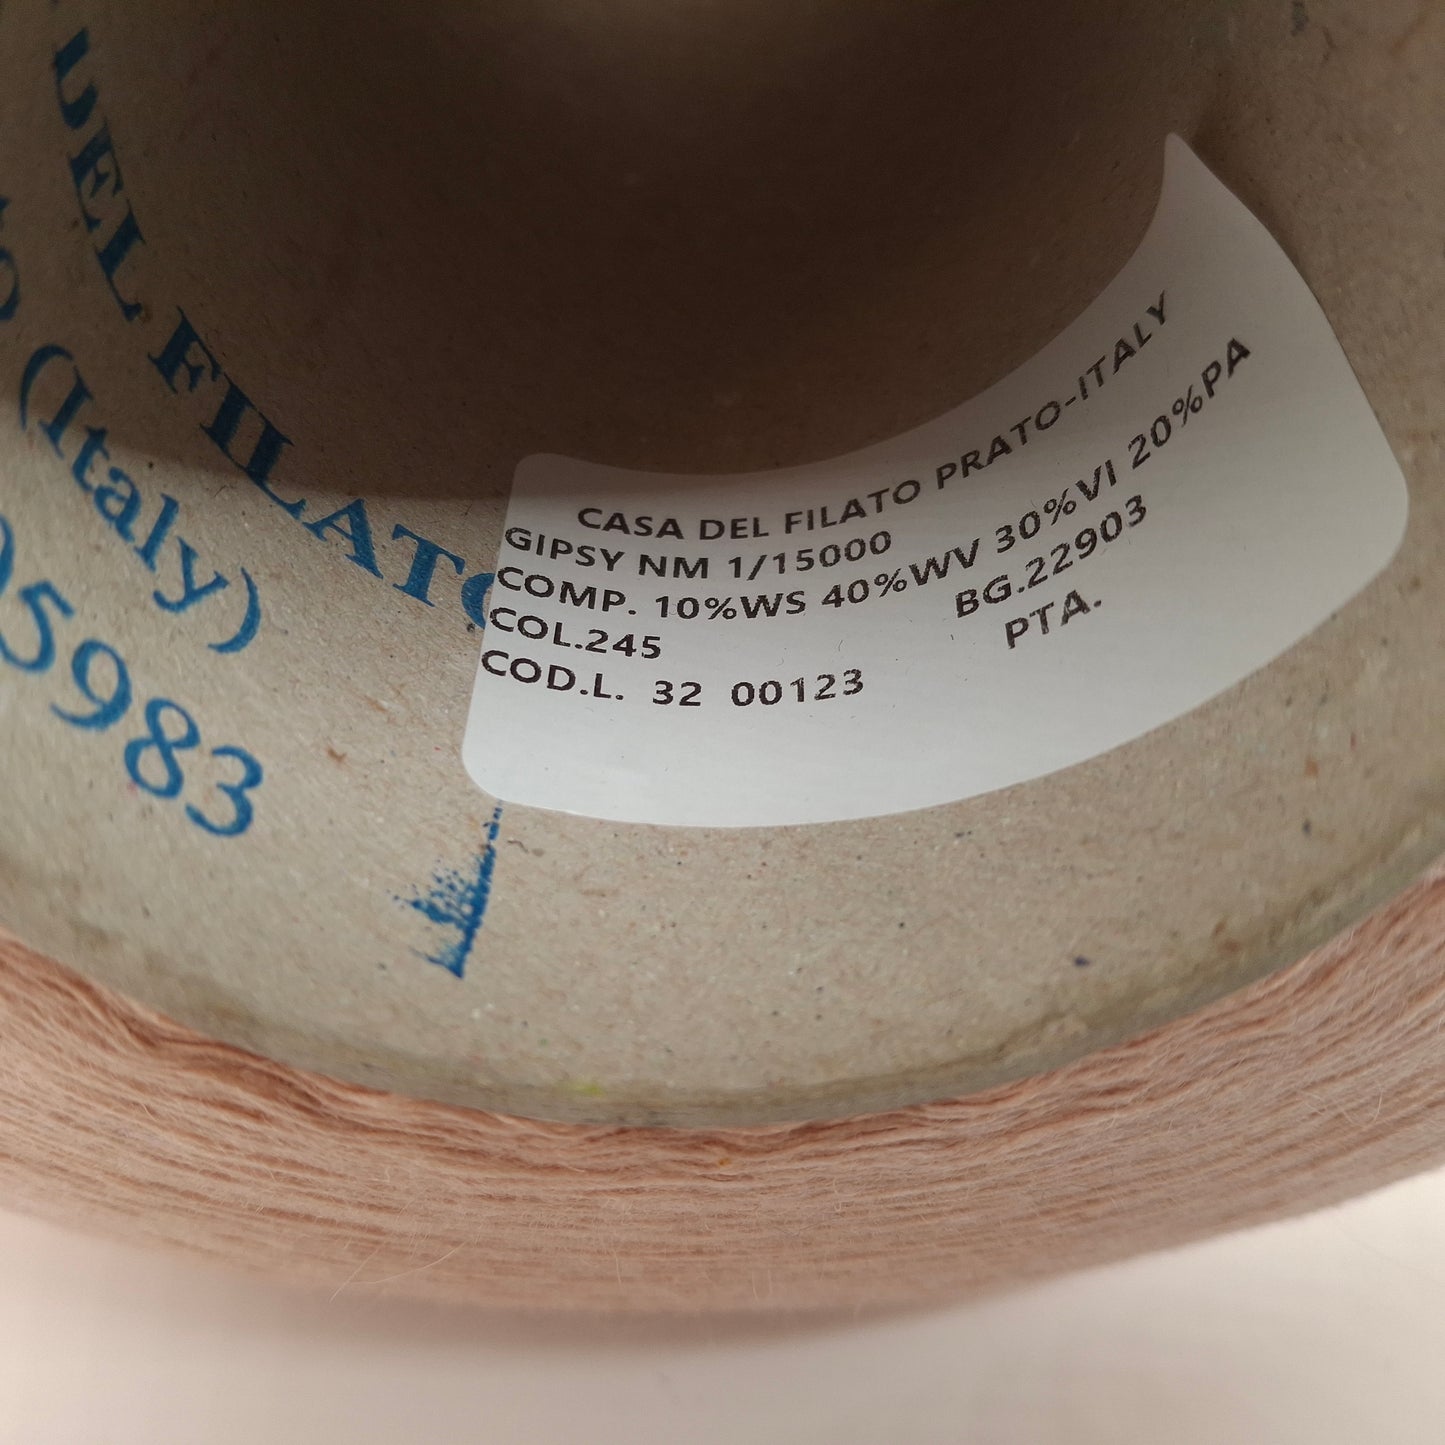 DEL FILATO
(Italy)
5983
CASA DEL FILATO PRATO-ITALY
GIPSY NM 1/15000
COMP. 10%WS 40%WV 30%VI 20%PA
COL.245 BG.22903
COD.L. 32 00123 PTA.